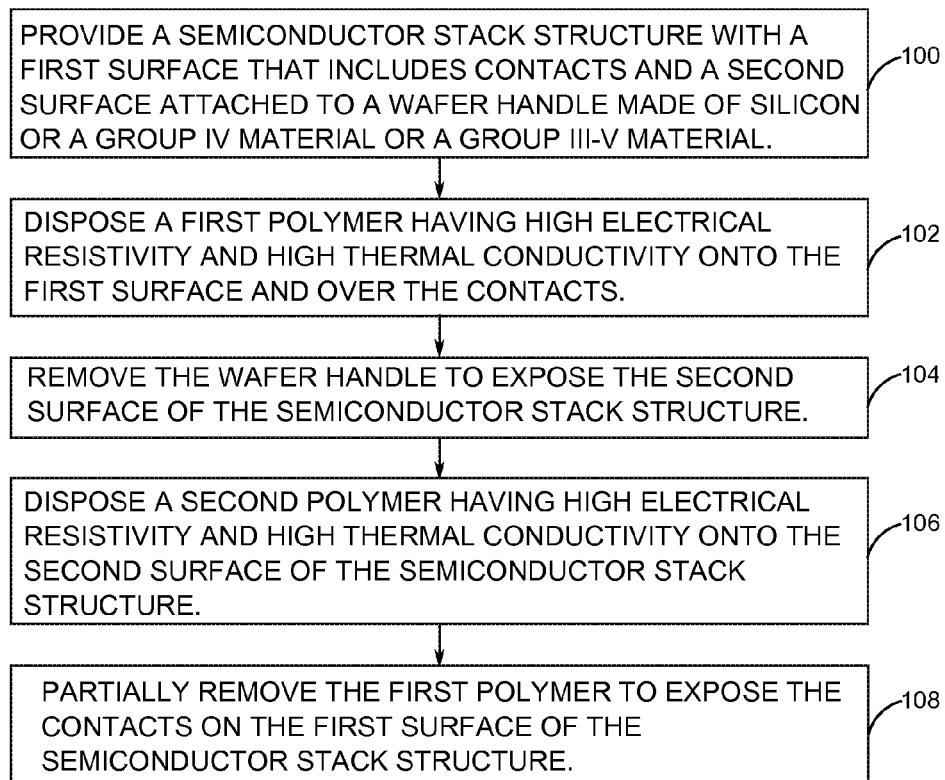 PROVIDE A SEMICONDUCTOR STACK STRUCTURE WITH A
FIRST SURFACE THAT INCLUDES CONTACTS AND A SECOND
SURFACE ATTACHED TO A WAFER HANDLE MADE OF SILICON
OR A GROUP IV MATERIAL OR A GROUP III-V MATERIAL.
100
DISPOSE A FIRST POLYMER HAVING HIGH ELECTRICAL
RESISTIVITY AND HIGH THERMAL CONDUCTIVITY ONTO THE
FIRST SURFACE AND OVER THE CONTACTS.
102
REMOVE THE WAFER HANDLE TO EXPOSE THE SECOND
SURFACE OF THE SEMICONDUCTOR STACK STRUCTURE.
104
DISPOSE A SECOND POLYMER HAVING HIGH ELECTRICAL
RESISTIVITY AND HIGH THERMAL CONDUCTIVITY ONTO THE
SECOND SURFACE OF THE SEMICONDUCTOR STACK
STRUCTURE.
106
PARTIALLY REMOVE THE FIRST POLYMER TO EXPOSE THE
CONTACTS ON THE FIRST SURFACE OF THE
SEMICONDUCTOR STACK STRUCTURE.
108